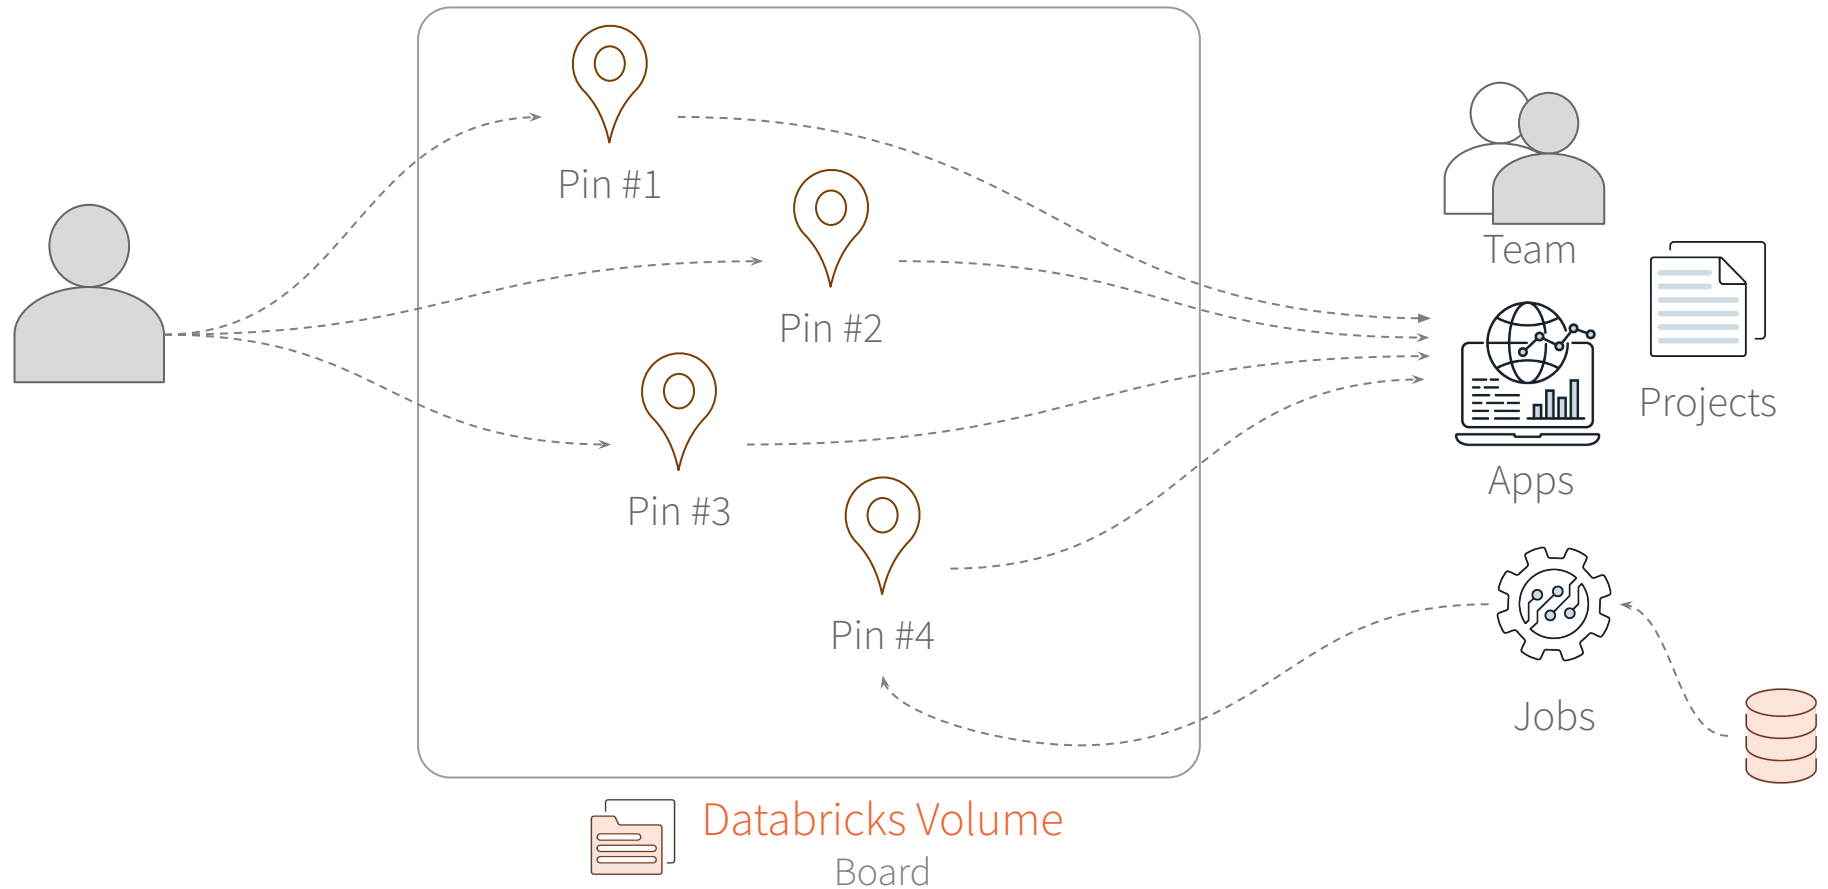 Pin #1
Pin #2
Pin #3
Pin #4
Team
Projects
Apps
Jobs
Databricks Volume
Board